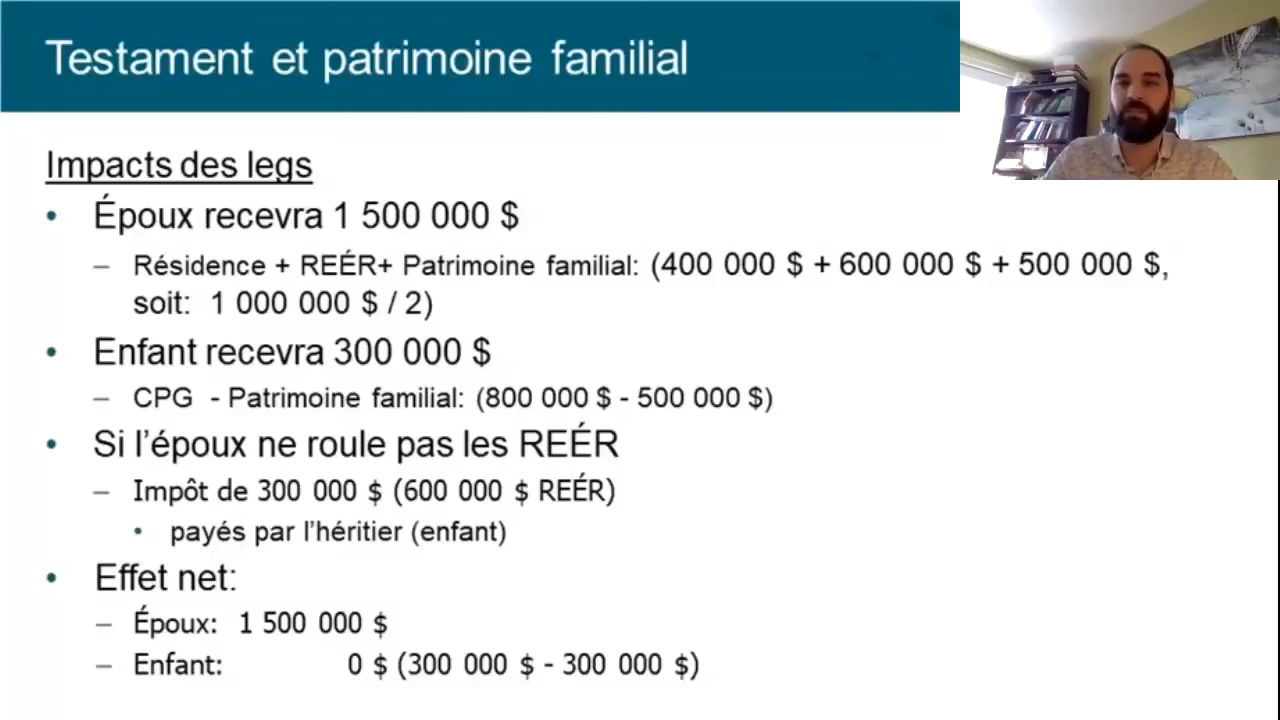 Testament et patrimoine familial
Impacts des legs
• Époux recevra 1 500 000 $
– Résidence + REÉR+ Patrimoine familial: (400 000 $ + 600 000 $ + 500 000 $,
soit: 1 000 000 $ / 2)
• Enfant recevra 300 000 $
– CPG - Patrimoine familial: (800 000 $ - 500 000 $)
• Si l’époux ne roule pas les REÉR
– Impôt de 300 000 $ (600 000 $ REÉR)
• payés par l’héritier (enfant)
• Effet net:
– Époux: 1 500 000 $
– Enfant: 0 $ (300 000 $ - 300 000 $)